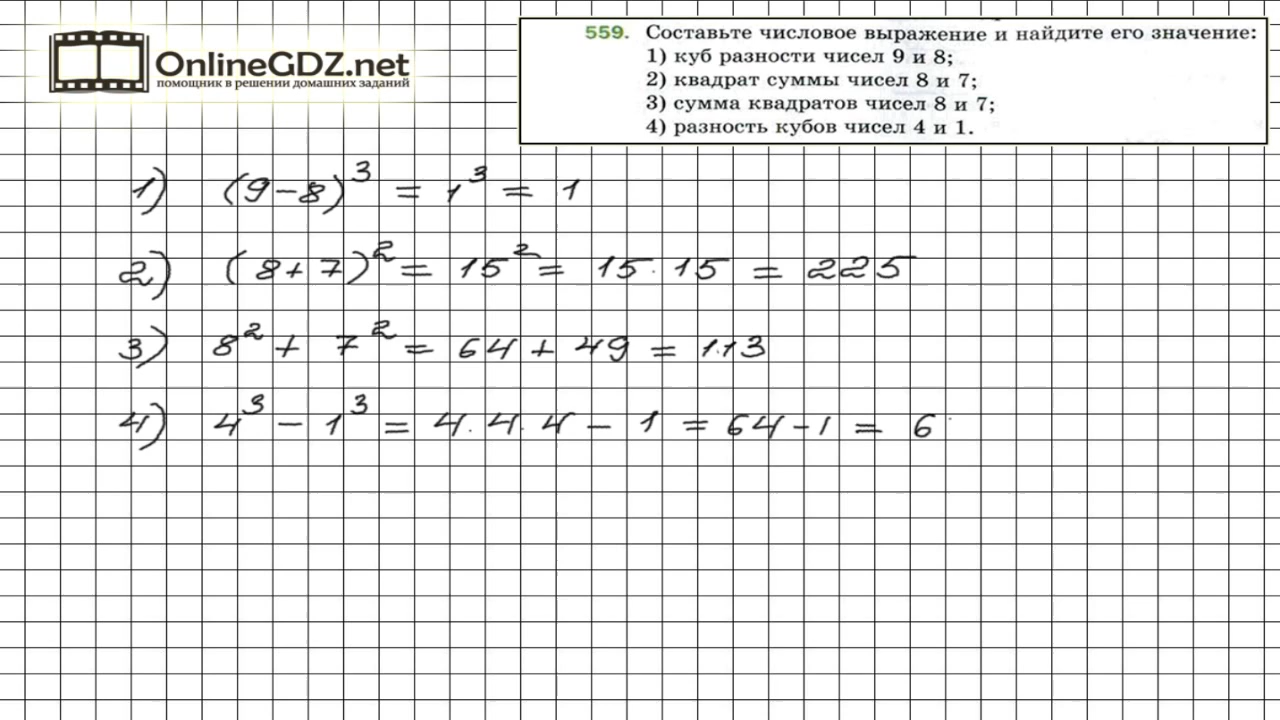 OnlineGDZ.net
помощник в решении домашних заданий
559. Составьте числовое выражение и найдите его значение:
1) куб разности чисел 9 и 8;
2) квадрат суммы чисел 8 и 7;
3) сумма квадратов чисел 8 и 7;
4) разность кубов чисел 4 и 1.
1) (9-8)³ = 1³ = 1
2) (8+7)² = 15² = 15·15 = 225
3) 8² + 7² = 64 + 49 = 113
4) 4³ - 1³ = 4·4·4 - 1 = 64-1 = 6